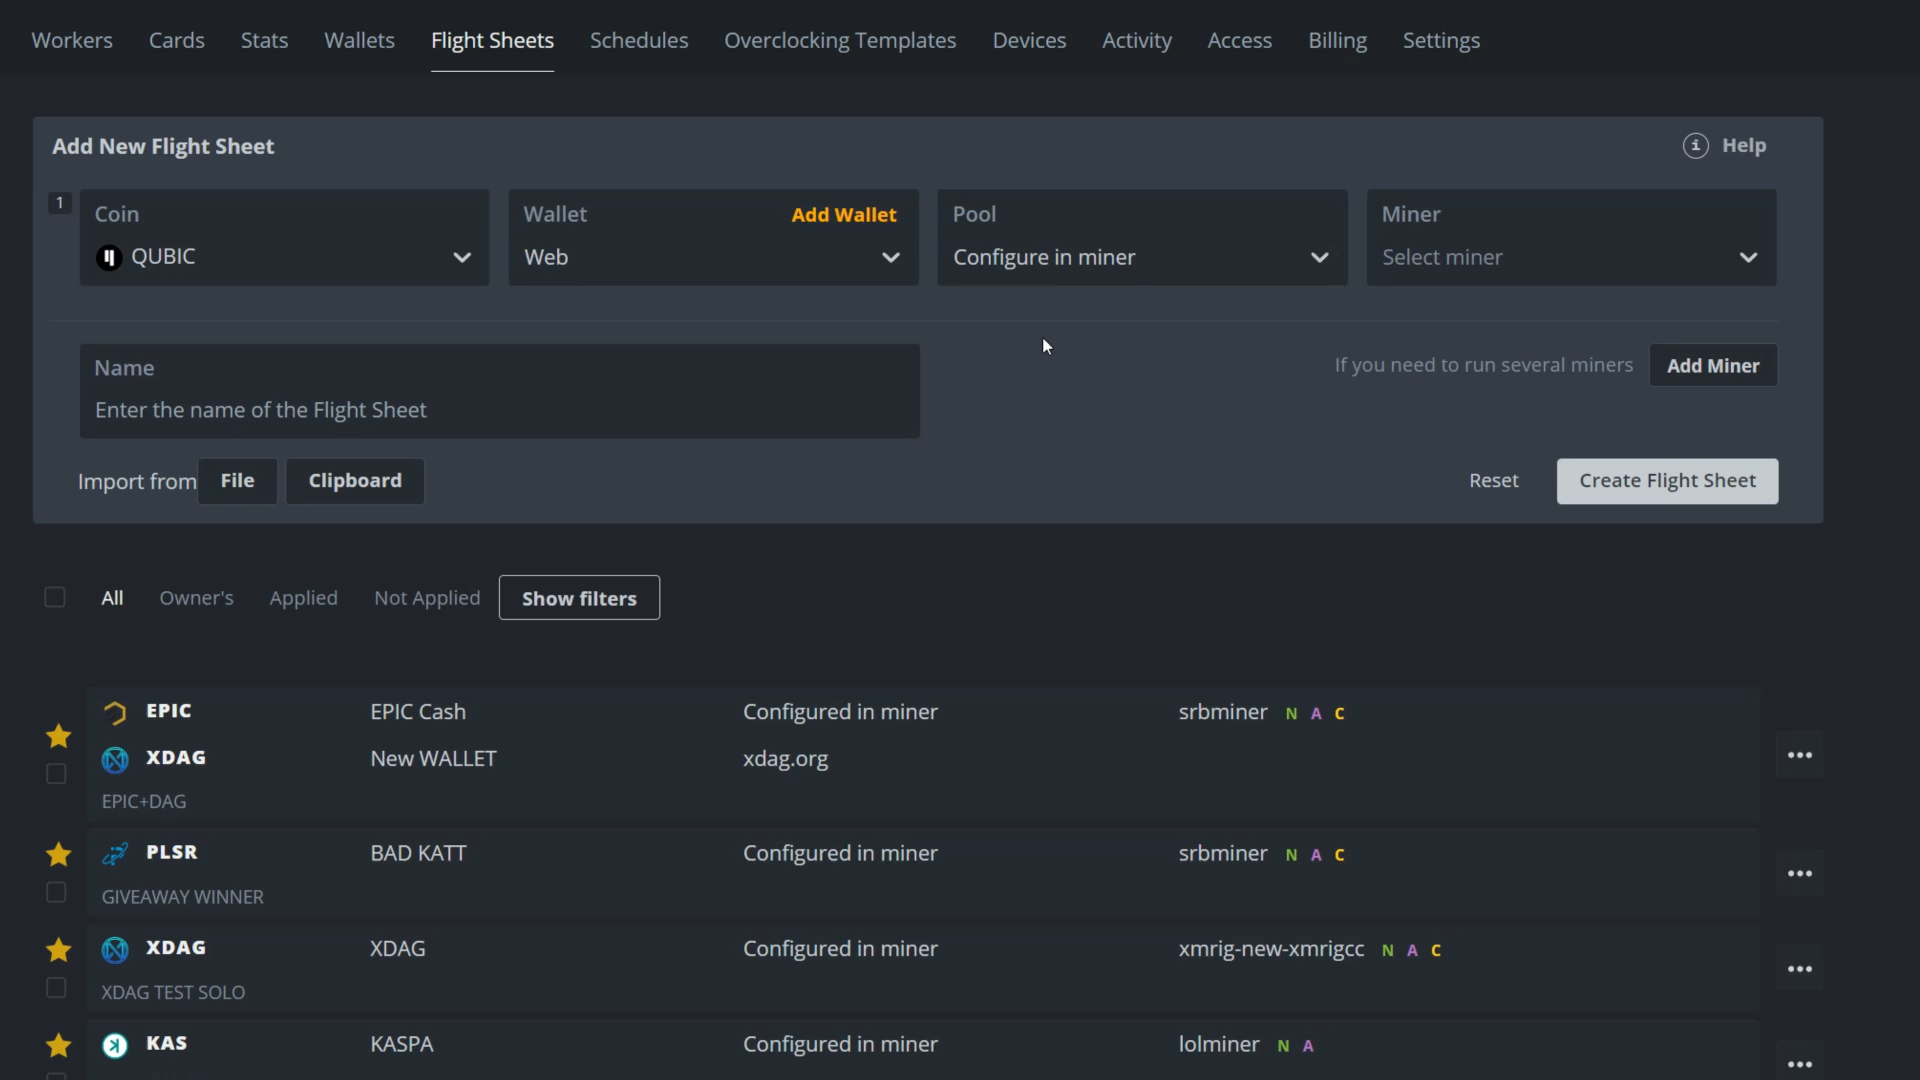 Workers Cards Stats Wallets Flight Sheets Schedules Overclocking Templates Devices Activity Access Billing Settings
Add New Flight Sheet
Help
1
Coin
QUBIC
Wallet Add Wallet
Web
Pool
Configure in miner
Miner
Select miner
Name
Enter the name of the Flight Sheet
If you need to run several miners Add Miner
Import from File Clipboard
Reset Create Flight Sheet
All Owner's Applied Not Applied Show filters
EPIC EPIC Cash Configured in miner srbminer N A C
XDAG New WALLET xdag.org
EPIC+DAG
PLSR BAD KATT Configured in miner srbminer N A C
GIVEAWAY WINNER
XDAG XDAG Configured in miner xmrig-new-xmrigcc N A C
XDAG TEST SOLO
KAS KASPA Configured in miner lolminer N A